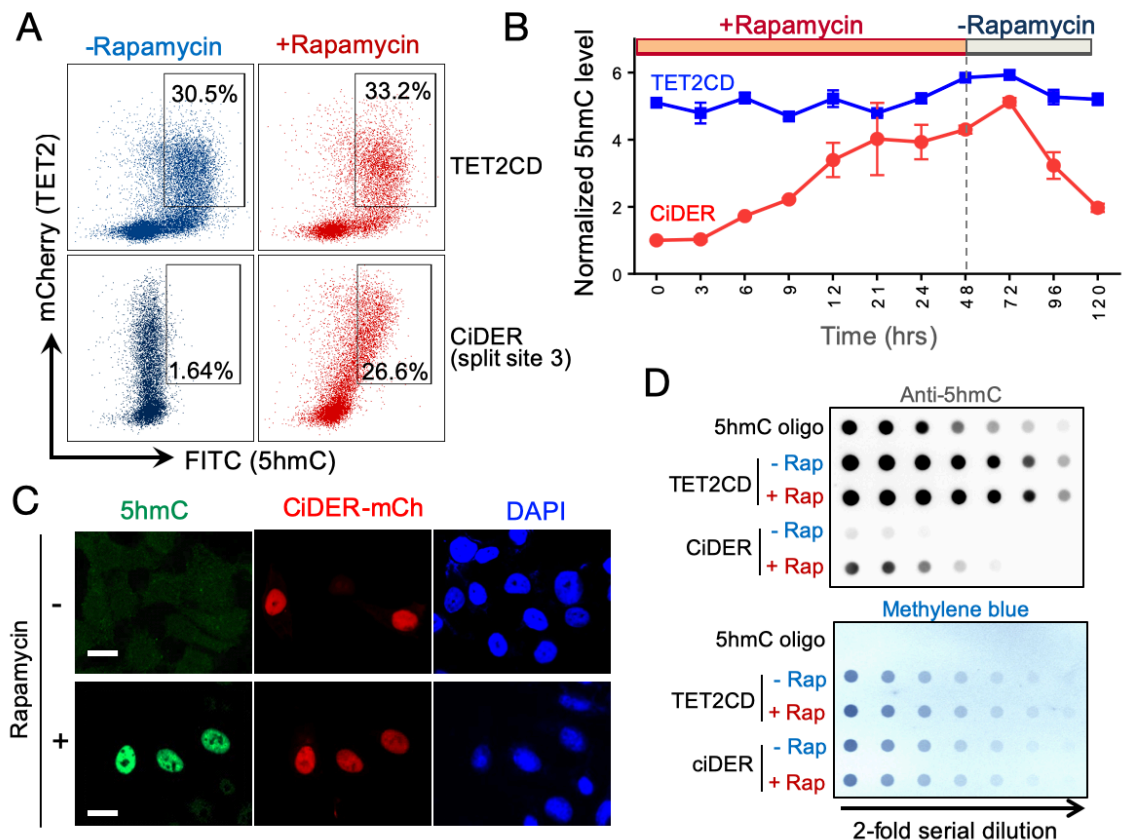 A
-Rapamycin
+Rapamycin
30.5%
33.2%
TET2CD
1.64%
26.6%
CiDER
(split site 3)
mCherry (TET2)
FITC (5hmC)
B
+Rapamycin
-Rapamycin
TET2CD
CiDER
Normalized 5hmC level
6
4
2
0
0
3
6
9
12
21
24
48
72
96
120
Time (hrs)
C
5hmC
CiDER-mCh
DAPI
Rapamycin
-
+
D
Anti-5hmC
5hmC oligo
TET2CD
- Rap
+ Rap
CiDER
- Rap
+ Rap
Methylene blue
5hmC oligo
TET2CD
- Rap
+ Rap
ciDER
- Rap
+ Rap
2-fold serial dilution